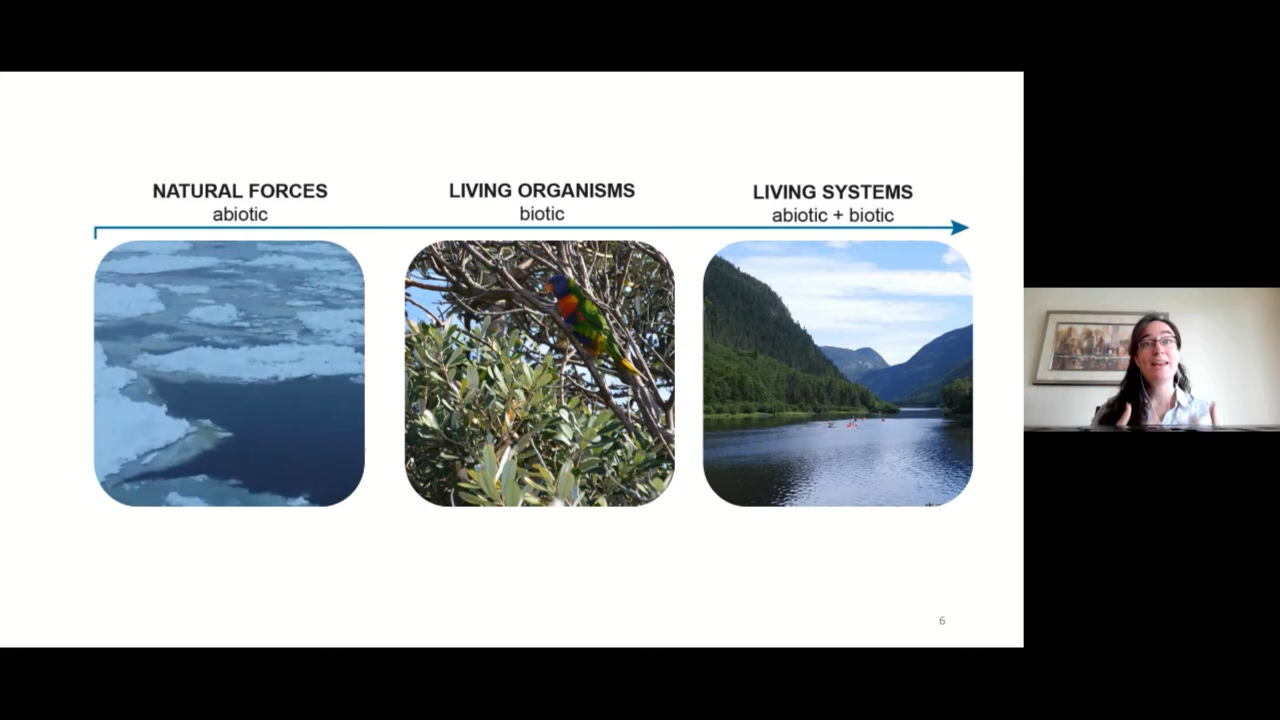 NATURAL FORCES
abiotic
LIVING ORGANISMS
biotic
LIVING SYSTEMS
abiotic + biotic
6